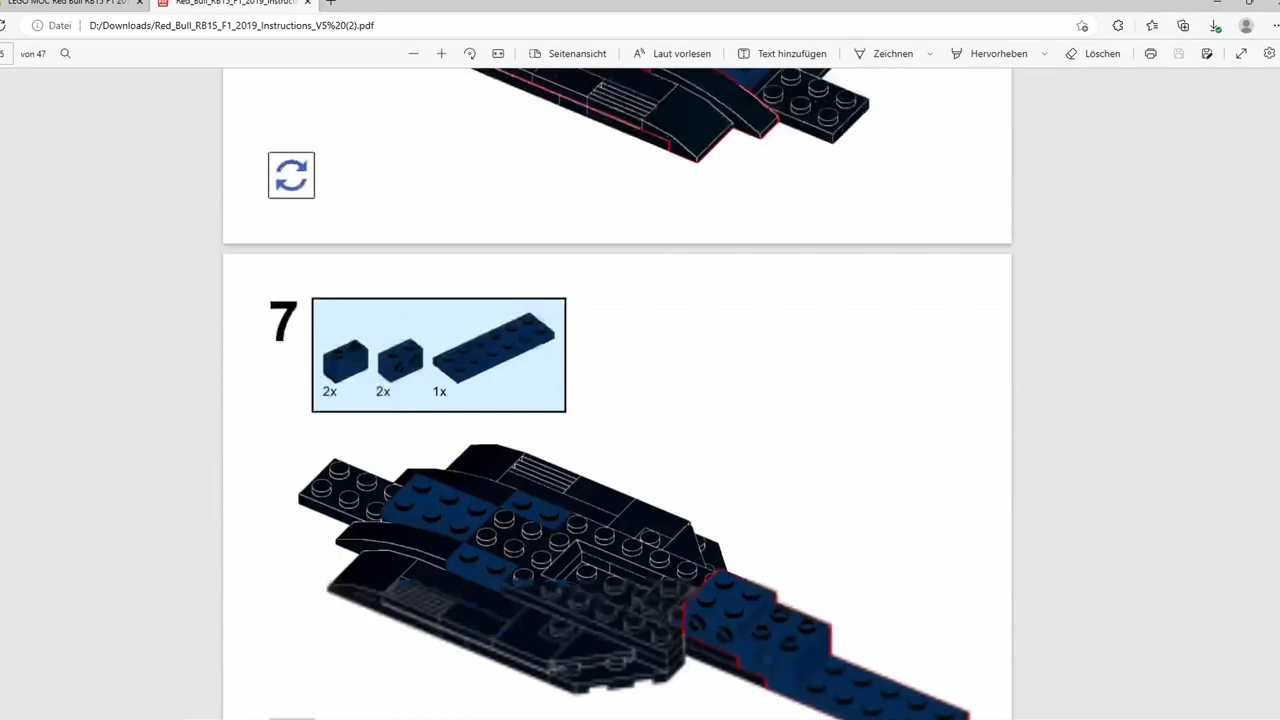 LEGO MOC Red Bull RB15 F1 20
Red_Bull_RB15_F1_2019_Instructi
Datei
D:/Downloads/Red_Bull_RB15_F1_2019_Instructions_V5%20(2).pdf
5 von 47
Seitenansicht
Laut vorlesen
Text hinzufügen
Zeichnen
Hervorheben
Löschen
7
2x
2x
1x